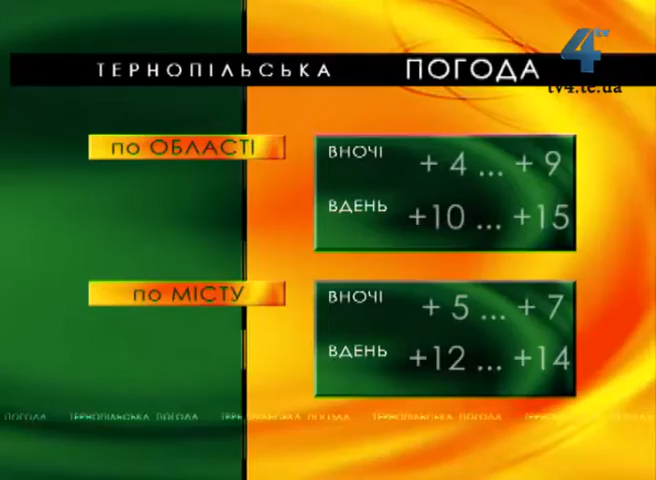 4 tv
tv4.te.ua
ТЕРНОПІЛЬСЬКА ПОГОДА
по ОБЛАСТІ
ВНОЧІ + 4 ... + 9
ВДЕНЬ +10 ... +15
по МІСТУ
ВНОЧІ + 5 ... + 7
ВДЕНЬ +12 ... +14
ПОГОДА ТЕРНОПІЛЬСЬКА ПОГОДА ТЕРНОПІЛЬСЬКА ПОГОДА ТЕРНОПІЛЬСЬКА ПОГОДА